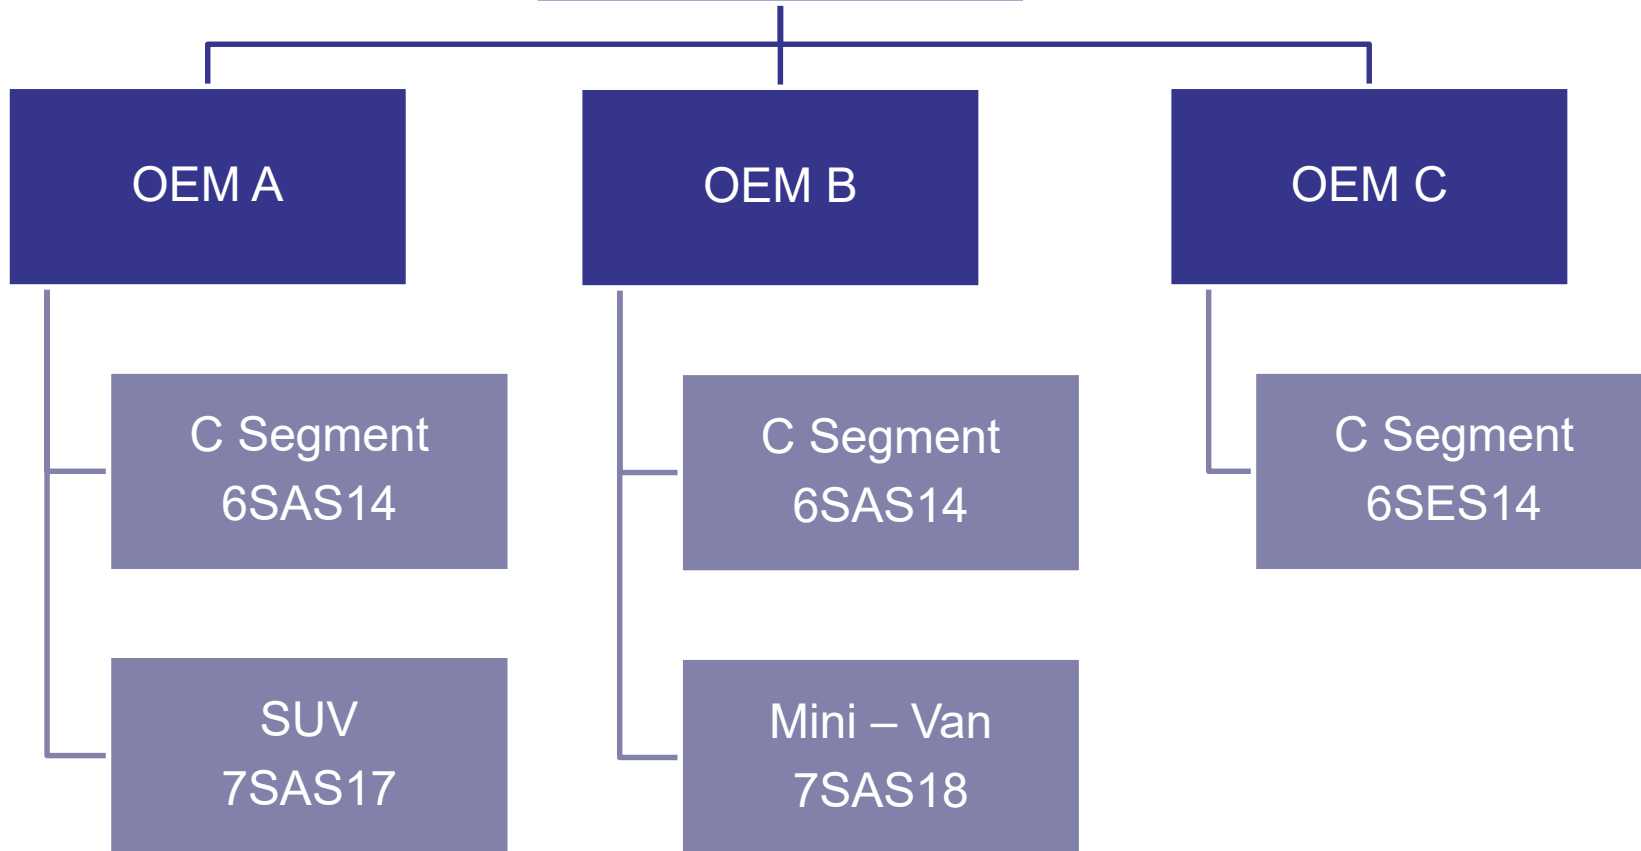 OEM A
OEM B
OEM C
C Segment
6SAS14
C Segment
6SAS14
C Segment
6SES14
SUV
7SAS17
Mini – Van
7SAS18